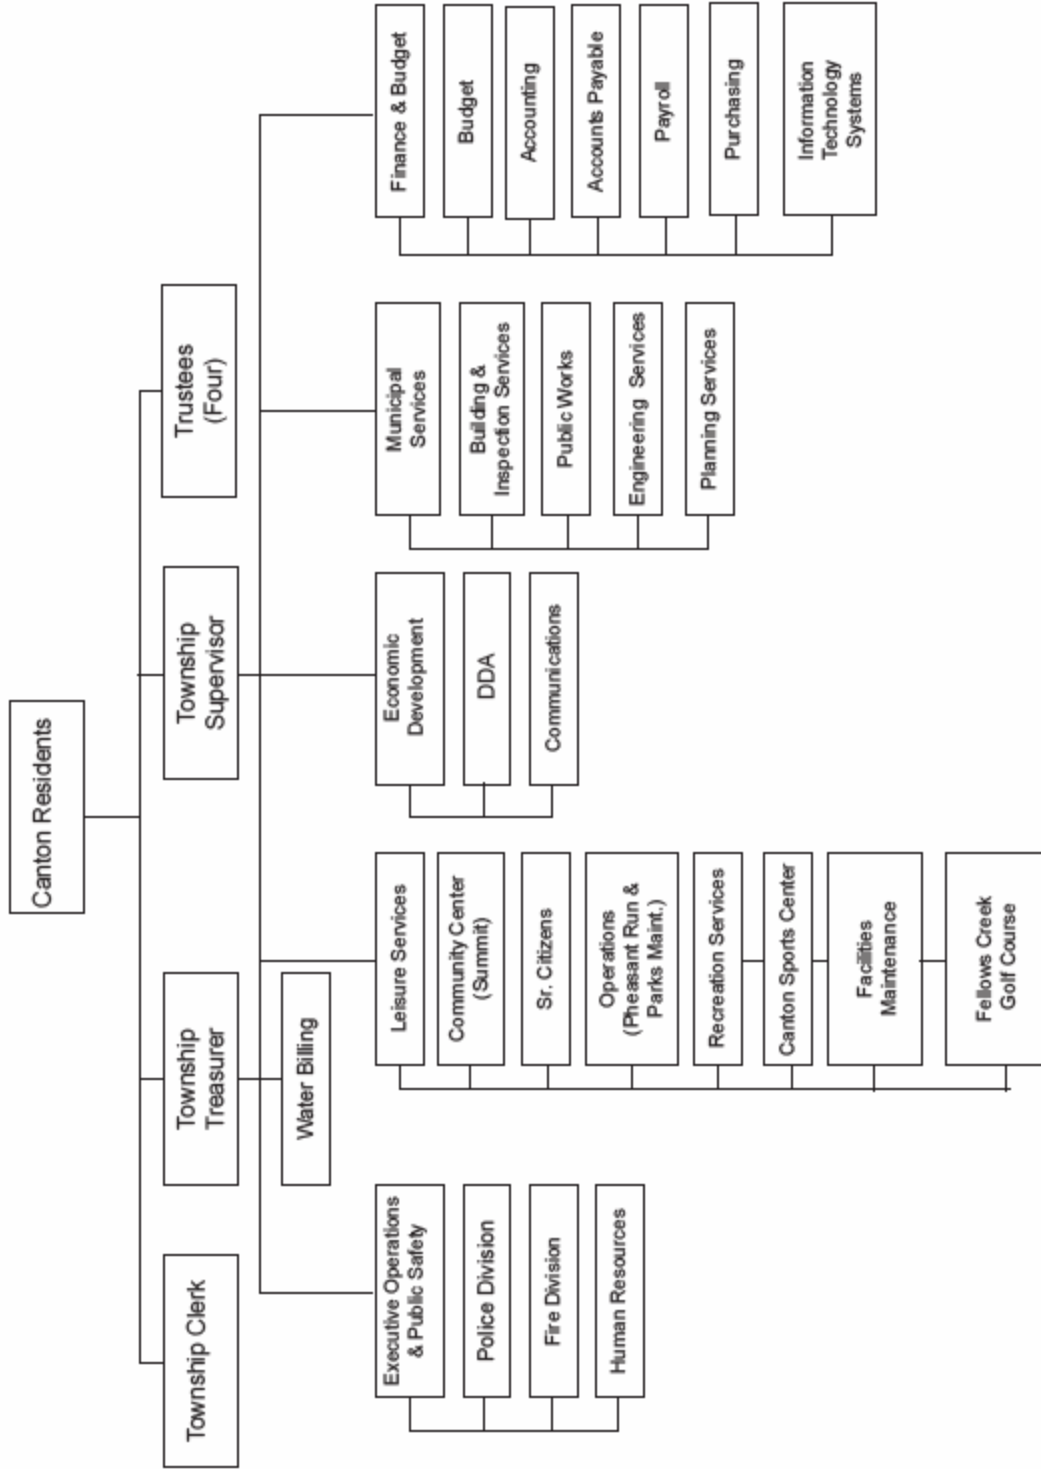 Canton Residents
Township Clerk
Township
Treasurer
Township
Supervisor
Trustees
(Four)
Water Billing
Executive Operations
& Public Safety
Police Division
Fire Division
Human Resources
Leisure Services
Community Center
(Summit)
Sr. Citizens
Operations
(Pheasant Run &
Parks Maint.)
Recreation Services
Canton Sports Center
Facilities
Maintenance
Fellows Creek
Golf Course
Economic
Development
DDA
Communications
Municipal
Services
Building &
Inspection Services
Public Works
Engineering Services
Planning Services
Finance & Budget
Budget
Accounting
Accounts Payable
Payroll
Purchasing
Information
Technology
Systems